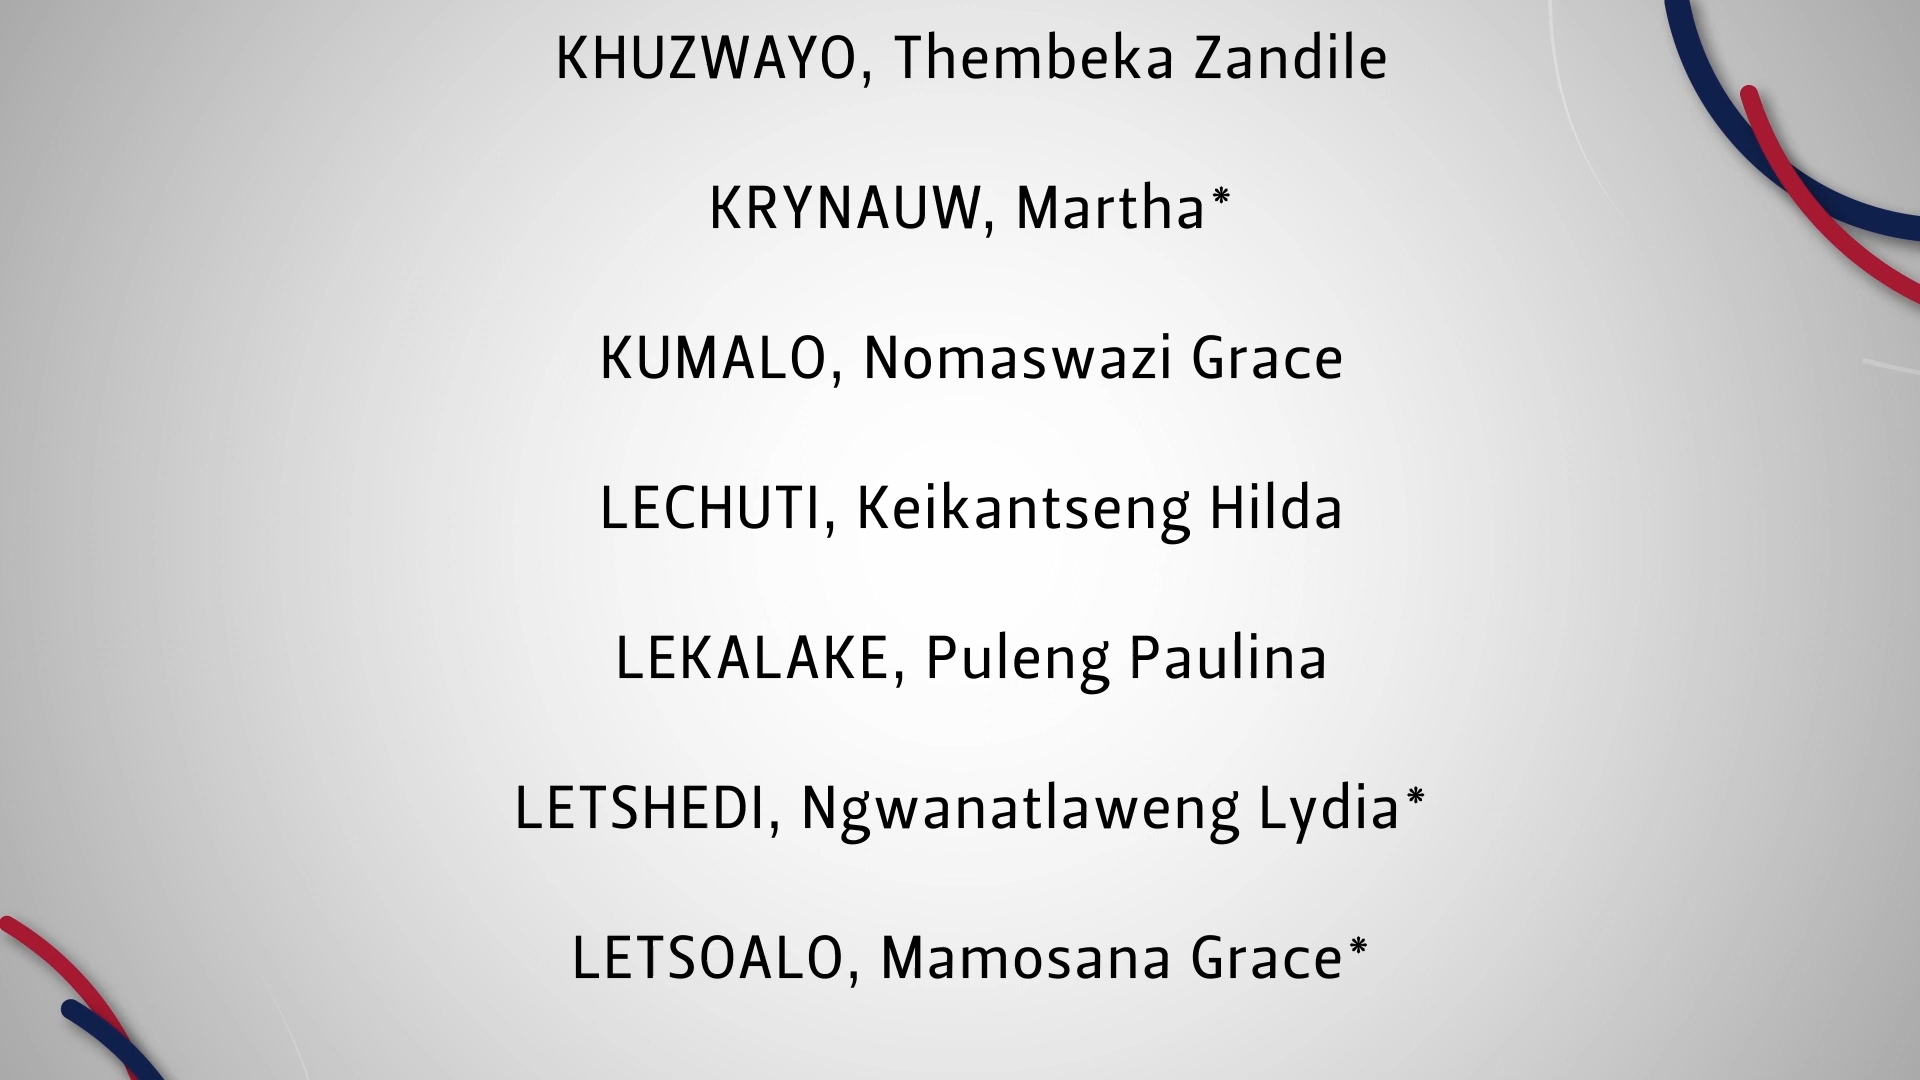 KHUZWAYO, Thembeka Zandile
KRYNAUW, Martha*
KUMALO, Nomaswazi Grace
LECHUTI, Keikantseng Hilda
LEKALAKE, Puleng Paulina
LETSHEDI, Ngwanatlaweng Lydia*
LETSOALO, Mamosana Grace*